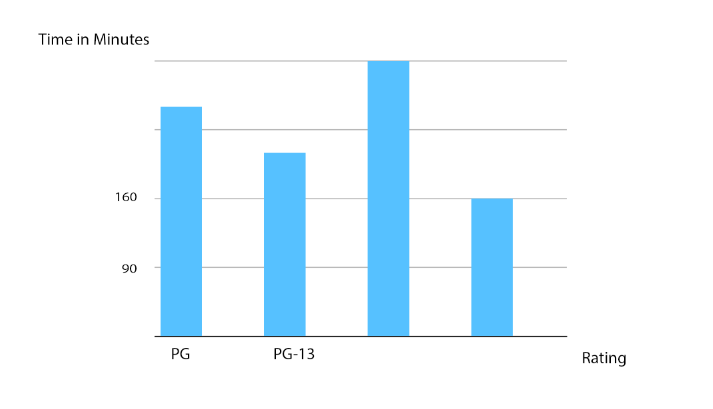 Time in Minutes
160
90
PG
PG-13
Rating